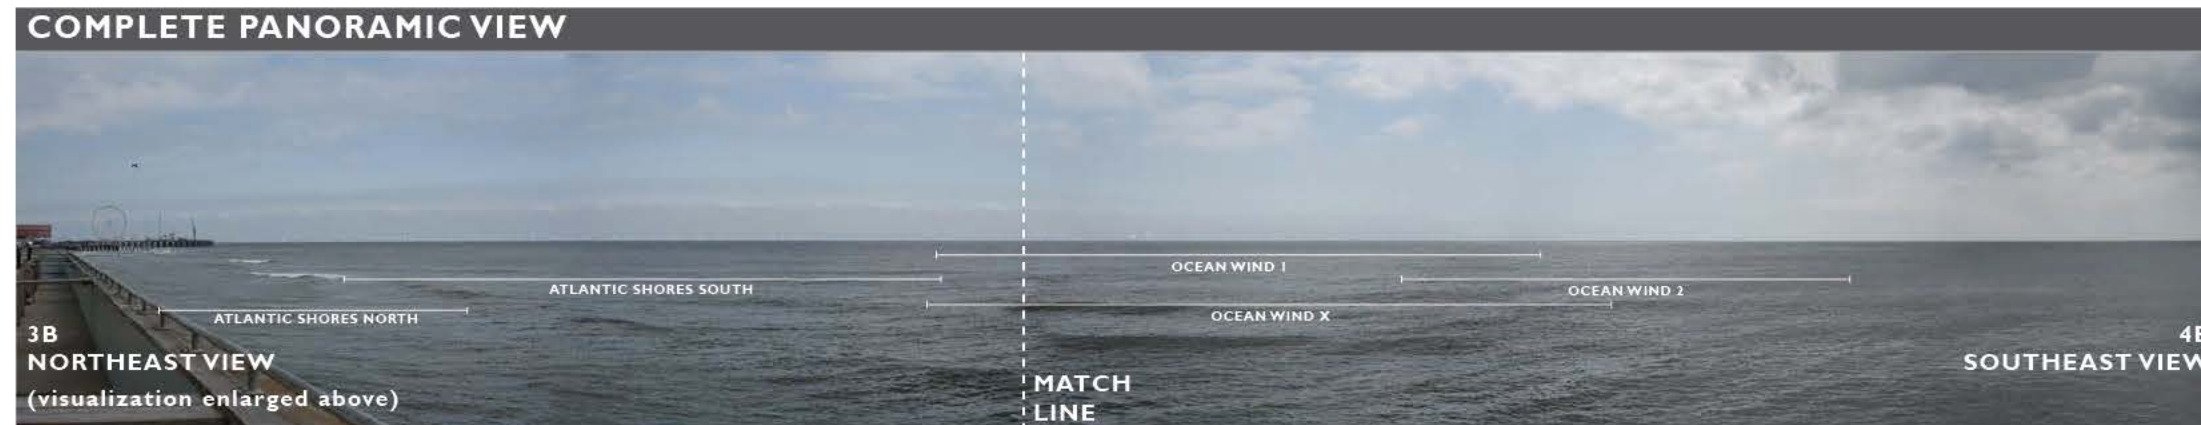 COMPLETE PANORAMIC VIEW
OCEAN WIND 1
ATLANTIC SHORES SOUTH
OCEAN WIND 2
ATLANTIC SHORES NORTH
OCEAN WIND X
3B
NORTHEAST VIEW
(visualization enlarged above)
MATCH
LINE
4B
SOUTHEAST VIEW